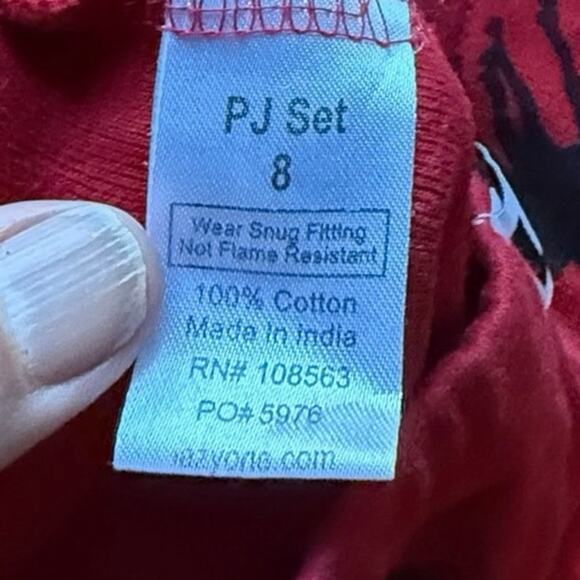 PJ Set
8
Wear Snug Fitting
Not Flame Resistant
100% Cotton
Made In India
RN# 108563
PO# 5976
lazyone.com